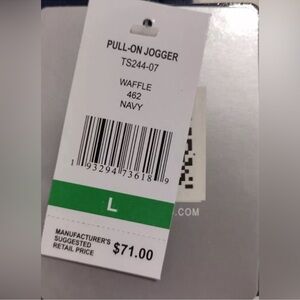 PULL-ON JOGGER
TS244-07
WAFFLE
462
NAVY
1 93294 73618 9
L
MANUFACTURER'S
SUGGESTED
RETAIL PRICE
$71.00
.COM